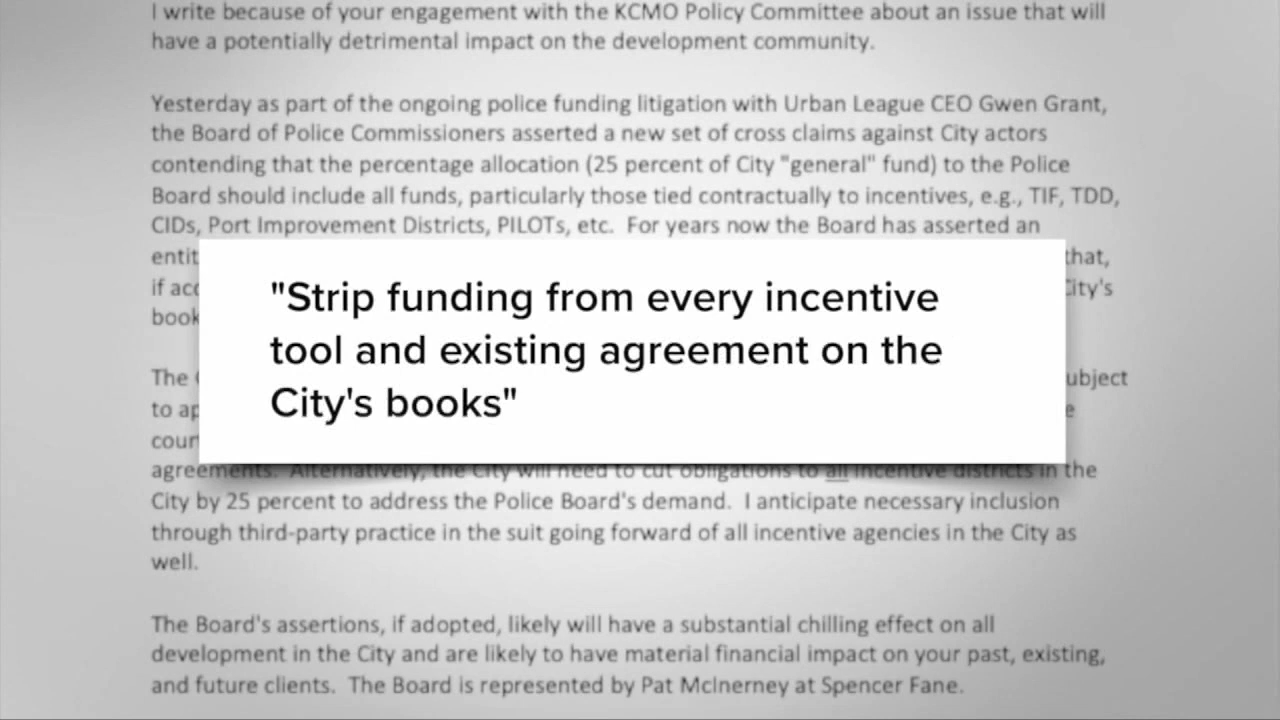 I write because of your engagement with the KCMO Policy Committee about an issue that will
have a potentially detrimental impact on the development community.
Yesterday as part of the ongoing police funding litigation with Urban League CEO Gwen Grant,
the Board of Police Commissioners asserted a new set of cross claims against City actors
contending that the percentage allocation (25 percent of City "general" fund) to the Police
Board should include all funds, particularly those tied contractually to incentives, e.g., TIF, TDD,
CIDs, Port Improvement Districts, PILOTs, etc. For years now the Board has asserted an
that,
if City's
"Strip funding from every incentive
tool and existing agreement on the
City's books"
The
to
agreements. Alternatively, the City will need to cut obligations to all incentive districts in the
City by 25 percent to address the Police Board's demand. I anticipate necessary inclusion
through third-party practice in the suit going forward of all incentive agencies in the City as
well.
The Board's assertions, if adopted, likely will have a substantial chilling effect on all
development in the City and are likely to have material financial impact on your past, existing,
and future clients. The Board is represented by Pat McInerney at Spencer Fane.